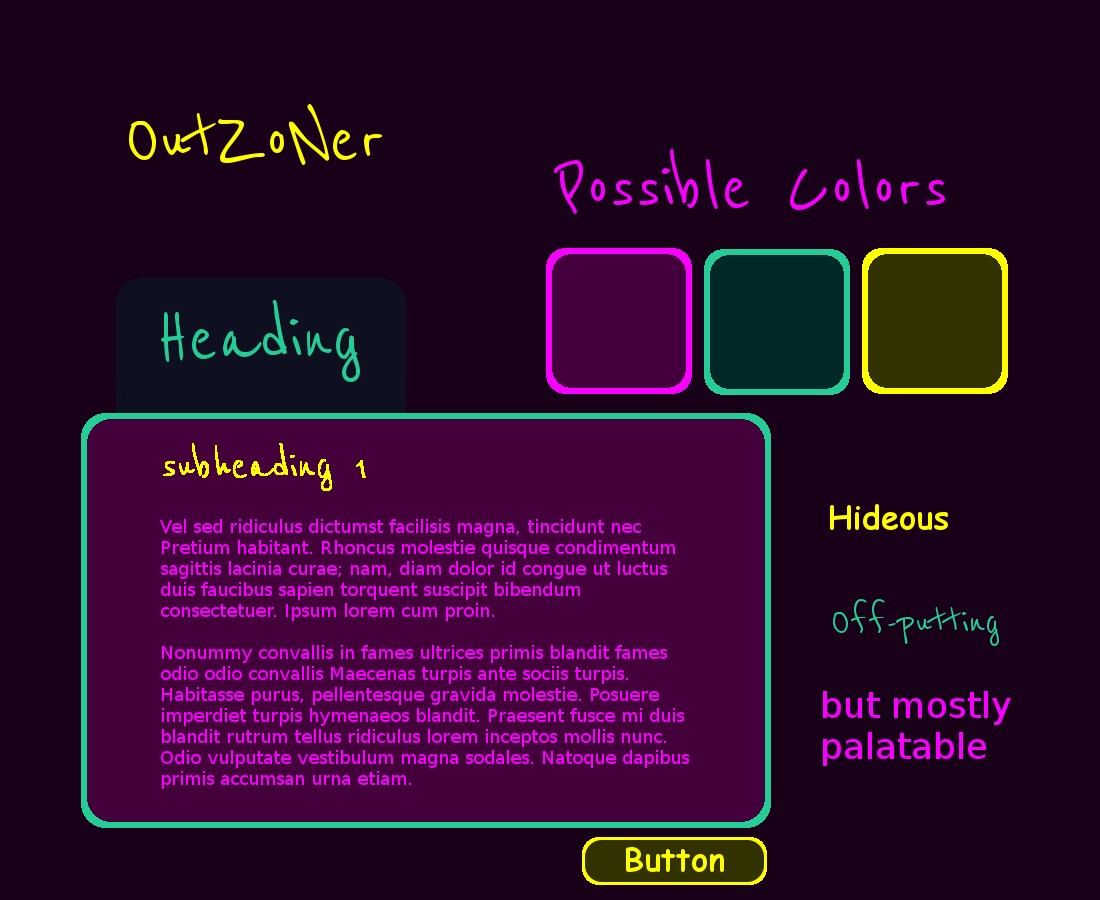 OutZoNer
Possible Colors
Heading
subheading 1
Vel sed ridiculus dictumst facilisis magna, tincidunt nec
Pretium habitant. Rhoncus molestie quisque condimentum
sagittis lacinia curae; nam, diam dolor id congue ut luctus
duis faucibus sapien torquent suscipit bibendum
consectetuer. Ipsum lorem cum proin.
Nonummy convallis in fames ultrices primis blandit fames
odio odio convallis Maecenas turpis ante sociis turpis.
Habitasse purus, pellentesque gravida molestie. Posuere
imperdiet turpis hymenaeos blandit. Praesent fusce mi duis
blandit rutrum tellus ridiculus lorem inceptos mollis nunc.
Odio vulputate vestibulum magna sodales. Natoque dapibus
primis accumsan urna etiam.
Hideous
Off-putting
but mostly
palatable
Button